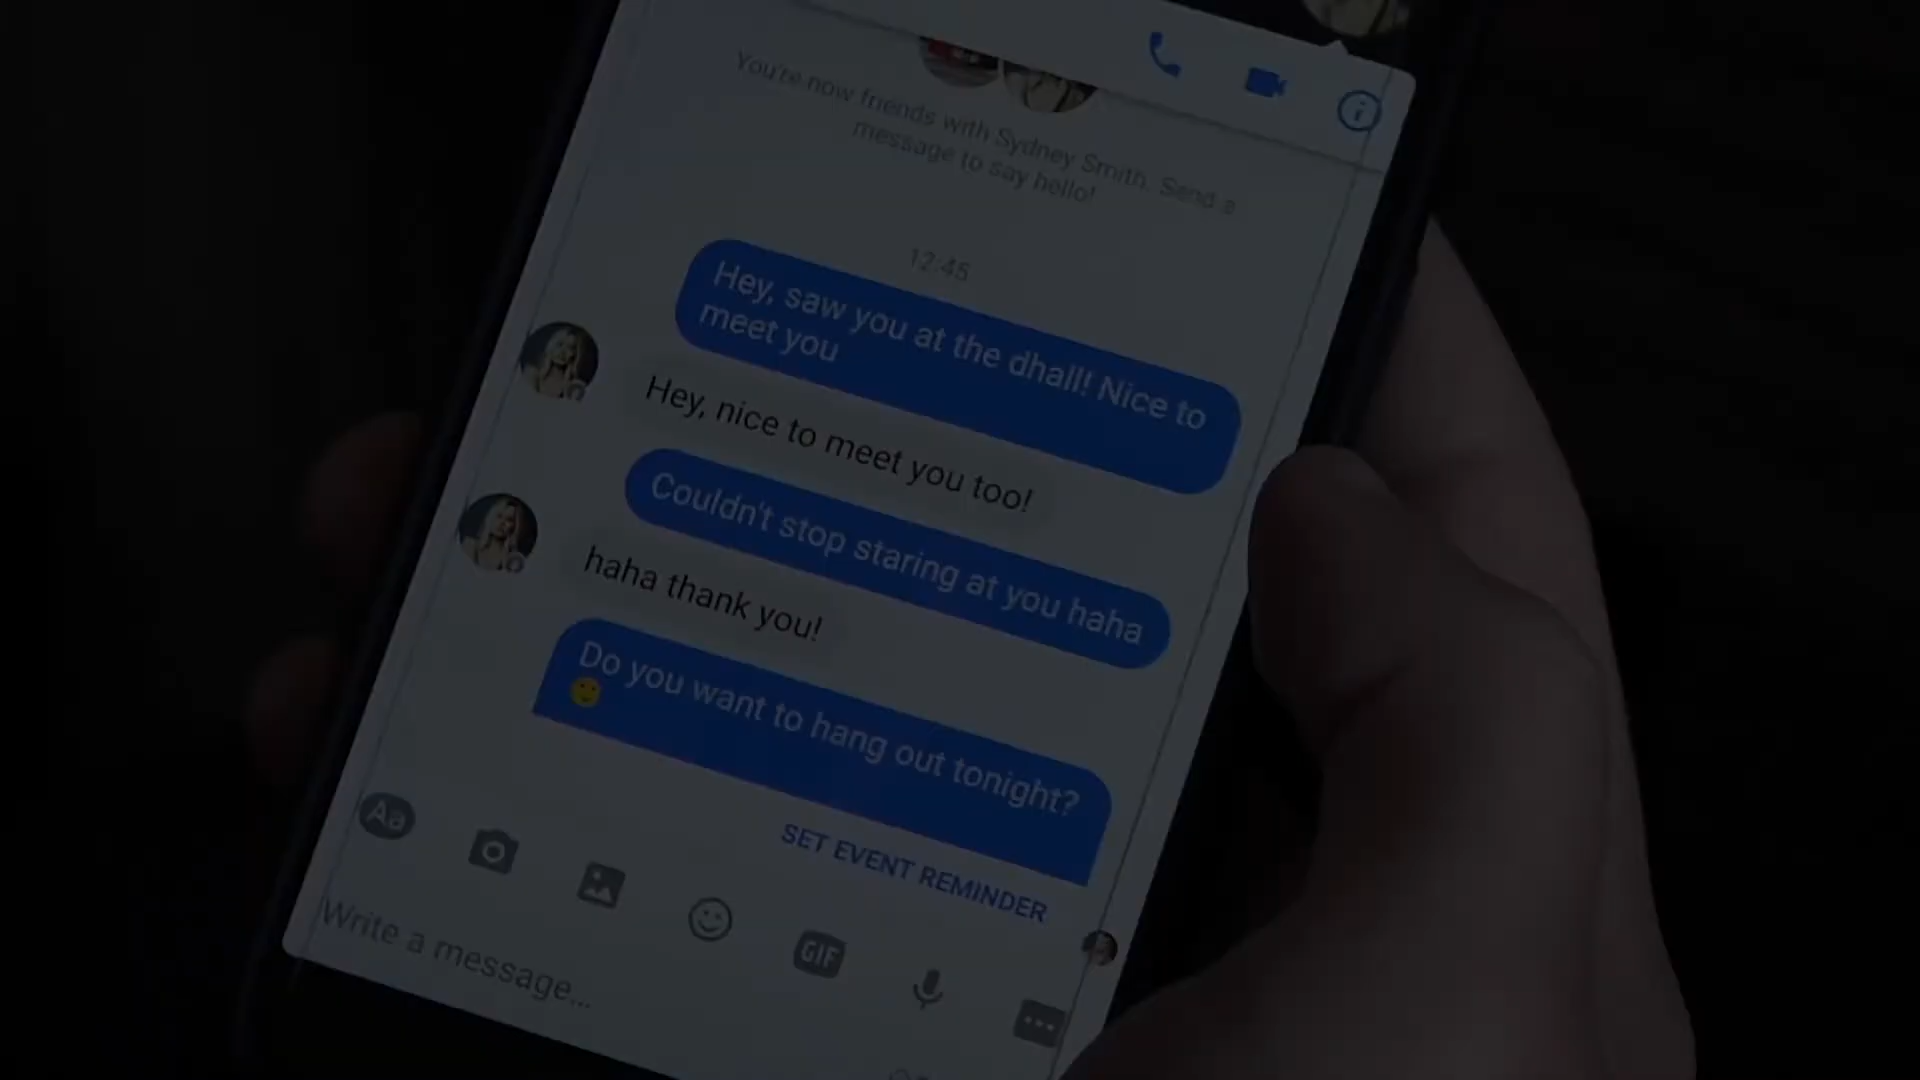 You're now friends with Sydney Smith. Send a
message to say hello!
12:45
Hey, saw you at the dhall! Nice to
meet you
Hey, nice to meet you too!
Couldn't stop staring at you haha
haha thank you!
Do you want to hang out tonight?
🙂
SET EVENT REMINDER
Aa
GIF
Write a message...